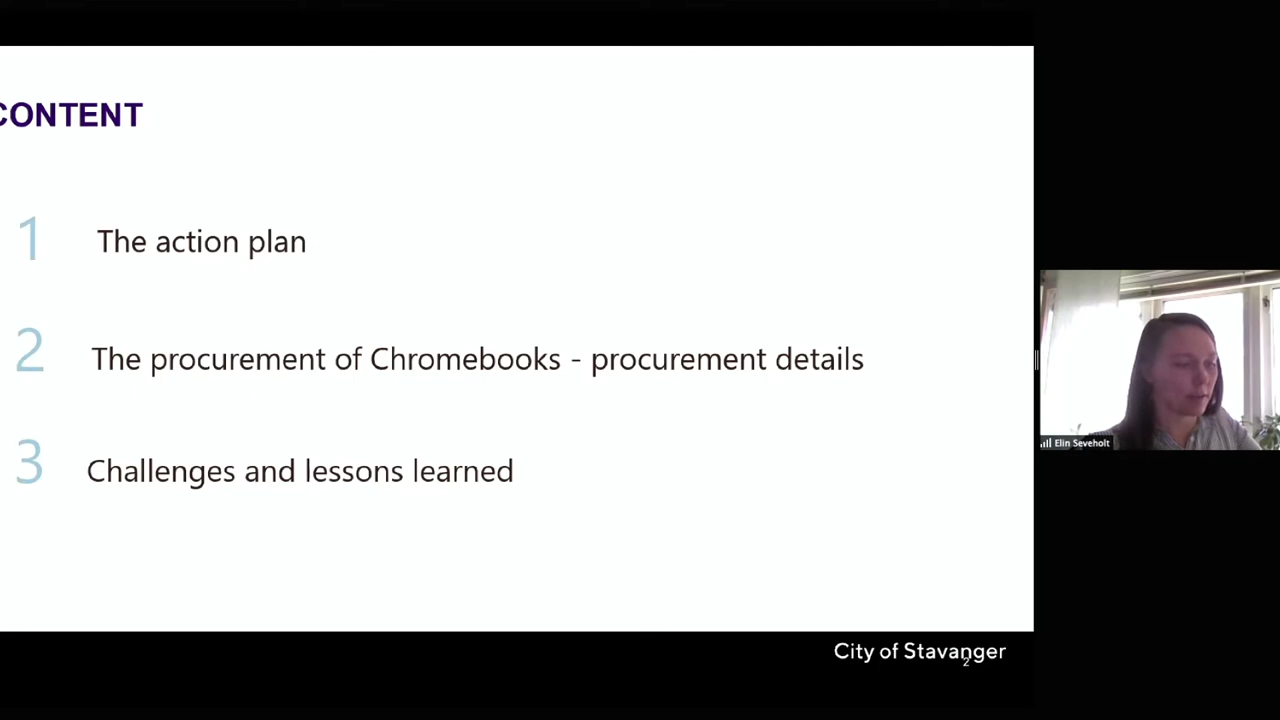 CONTENT
1
The action plan
2
The procurement of Chromebooks - procurement details
3
Challenges and lessons learned
Elin Seveholt
City of Stavanger
2